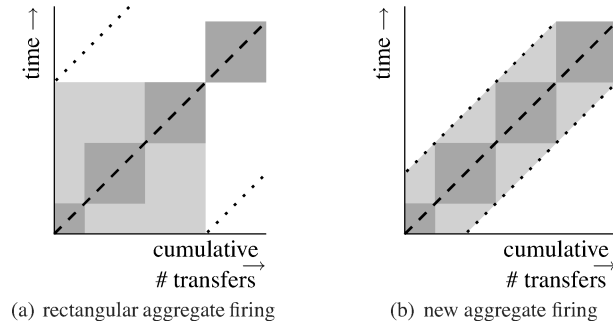 time →
time →
cumulative
# transfers →
cumulative
# transfers →
(a) rectangular aggregate firing
(b) new aggregate firing